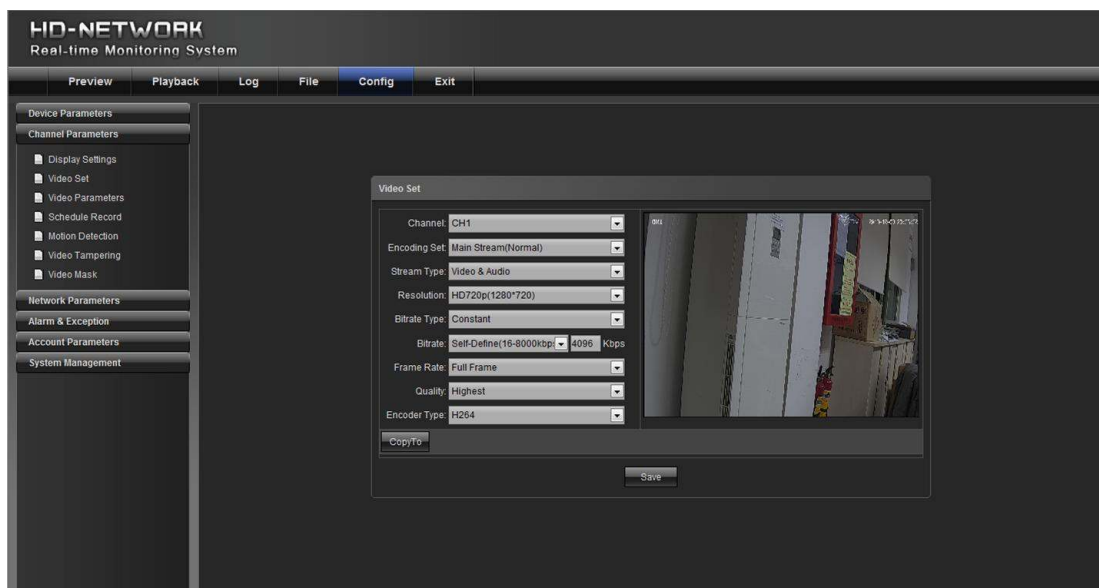 HD-NETWORK
Real-time Monitoring System
Preview Playback Log File Config Exit
Device Parameters
Channel Parameters
Display Settings
Video Set
Video Parameters
Schedule Record
Motion Detection
Video Tampering
Video Mask
Network Parameters
Alarm & Exception
Account Parameters
System Management
Video Set
Channel: CH1
Encoding Set: Main Stream(Normal)
Stream Type: Video & Audio
Resolution: HD720p(1280*720)
Bitrate Type: Constant
Bitrate: Self-Define(16-8000kbp: 4096 Kbps
Frame Rate: Full Frame
Quality: Highest
Encoder Type: H264
CopyTo
Save